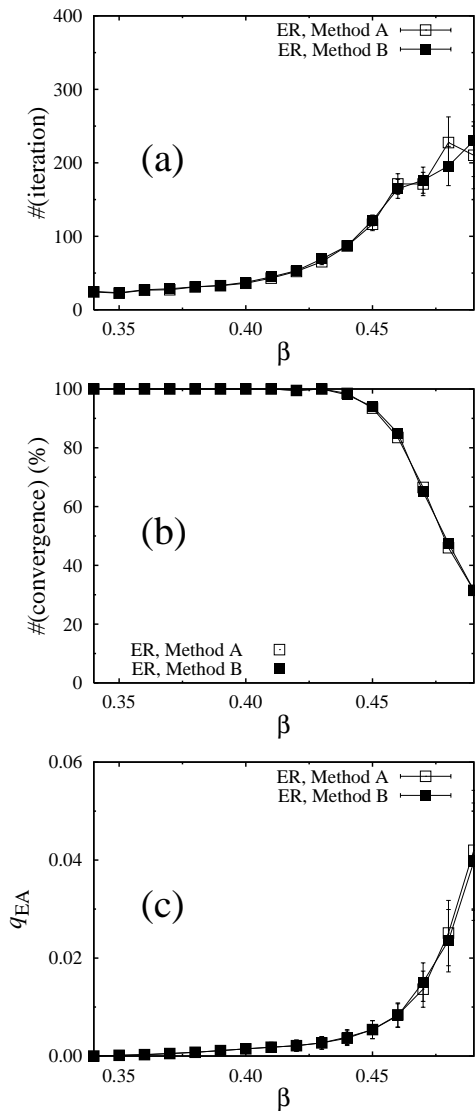 400
300
200
100
0
#(iteration)
ER, Method A
ER, Method B
(a)
0.35
0.40
0.45
β
100
80
60
40
20
0
#(convergence) (%)
(b)
ER, Method A
ER, Method B
0.35
0.40
0.45
β
0.06
0.04
0.02
0.00
qEA
ER, Method A
ER, Method B
(c)
0.35
0.40
0.45
β